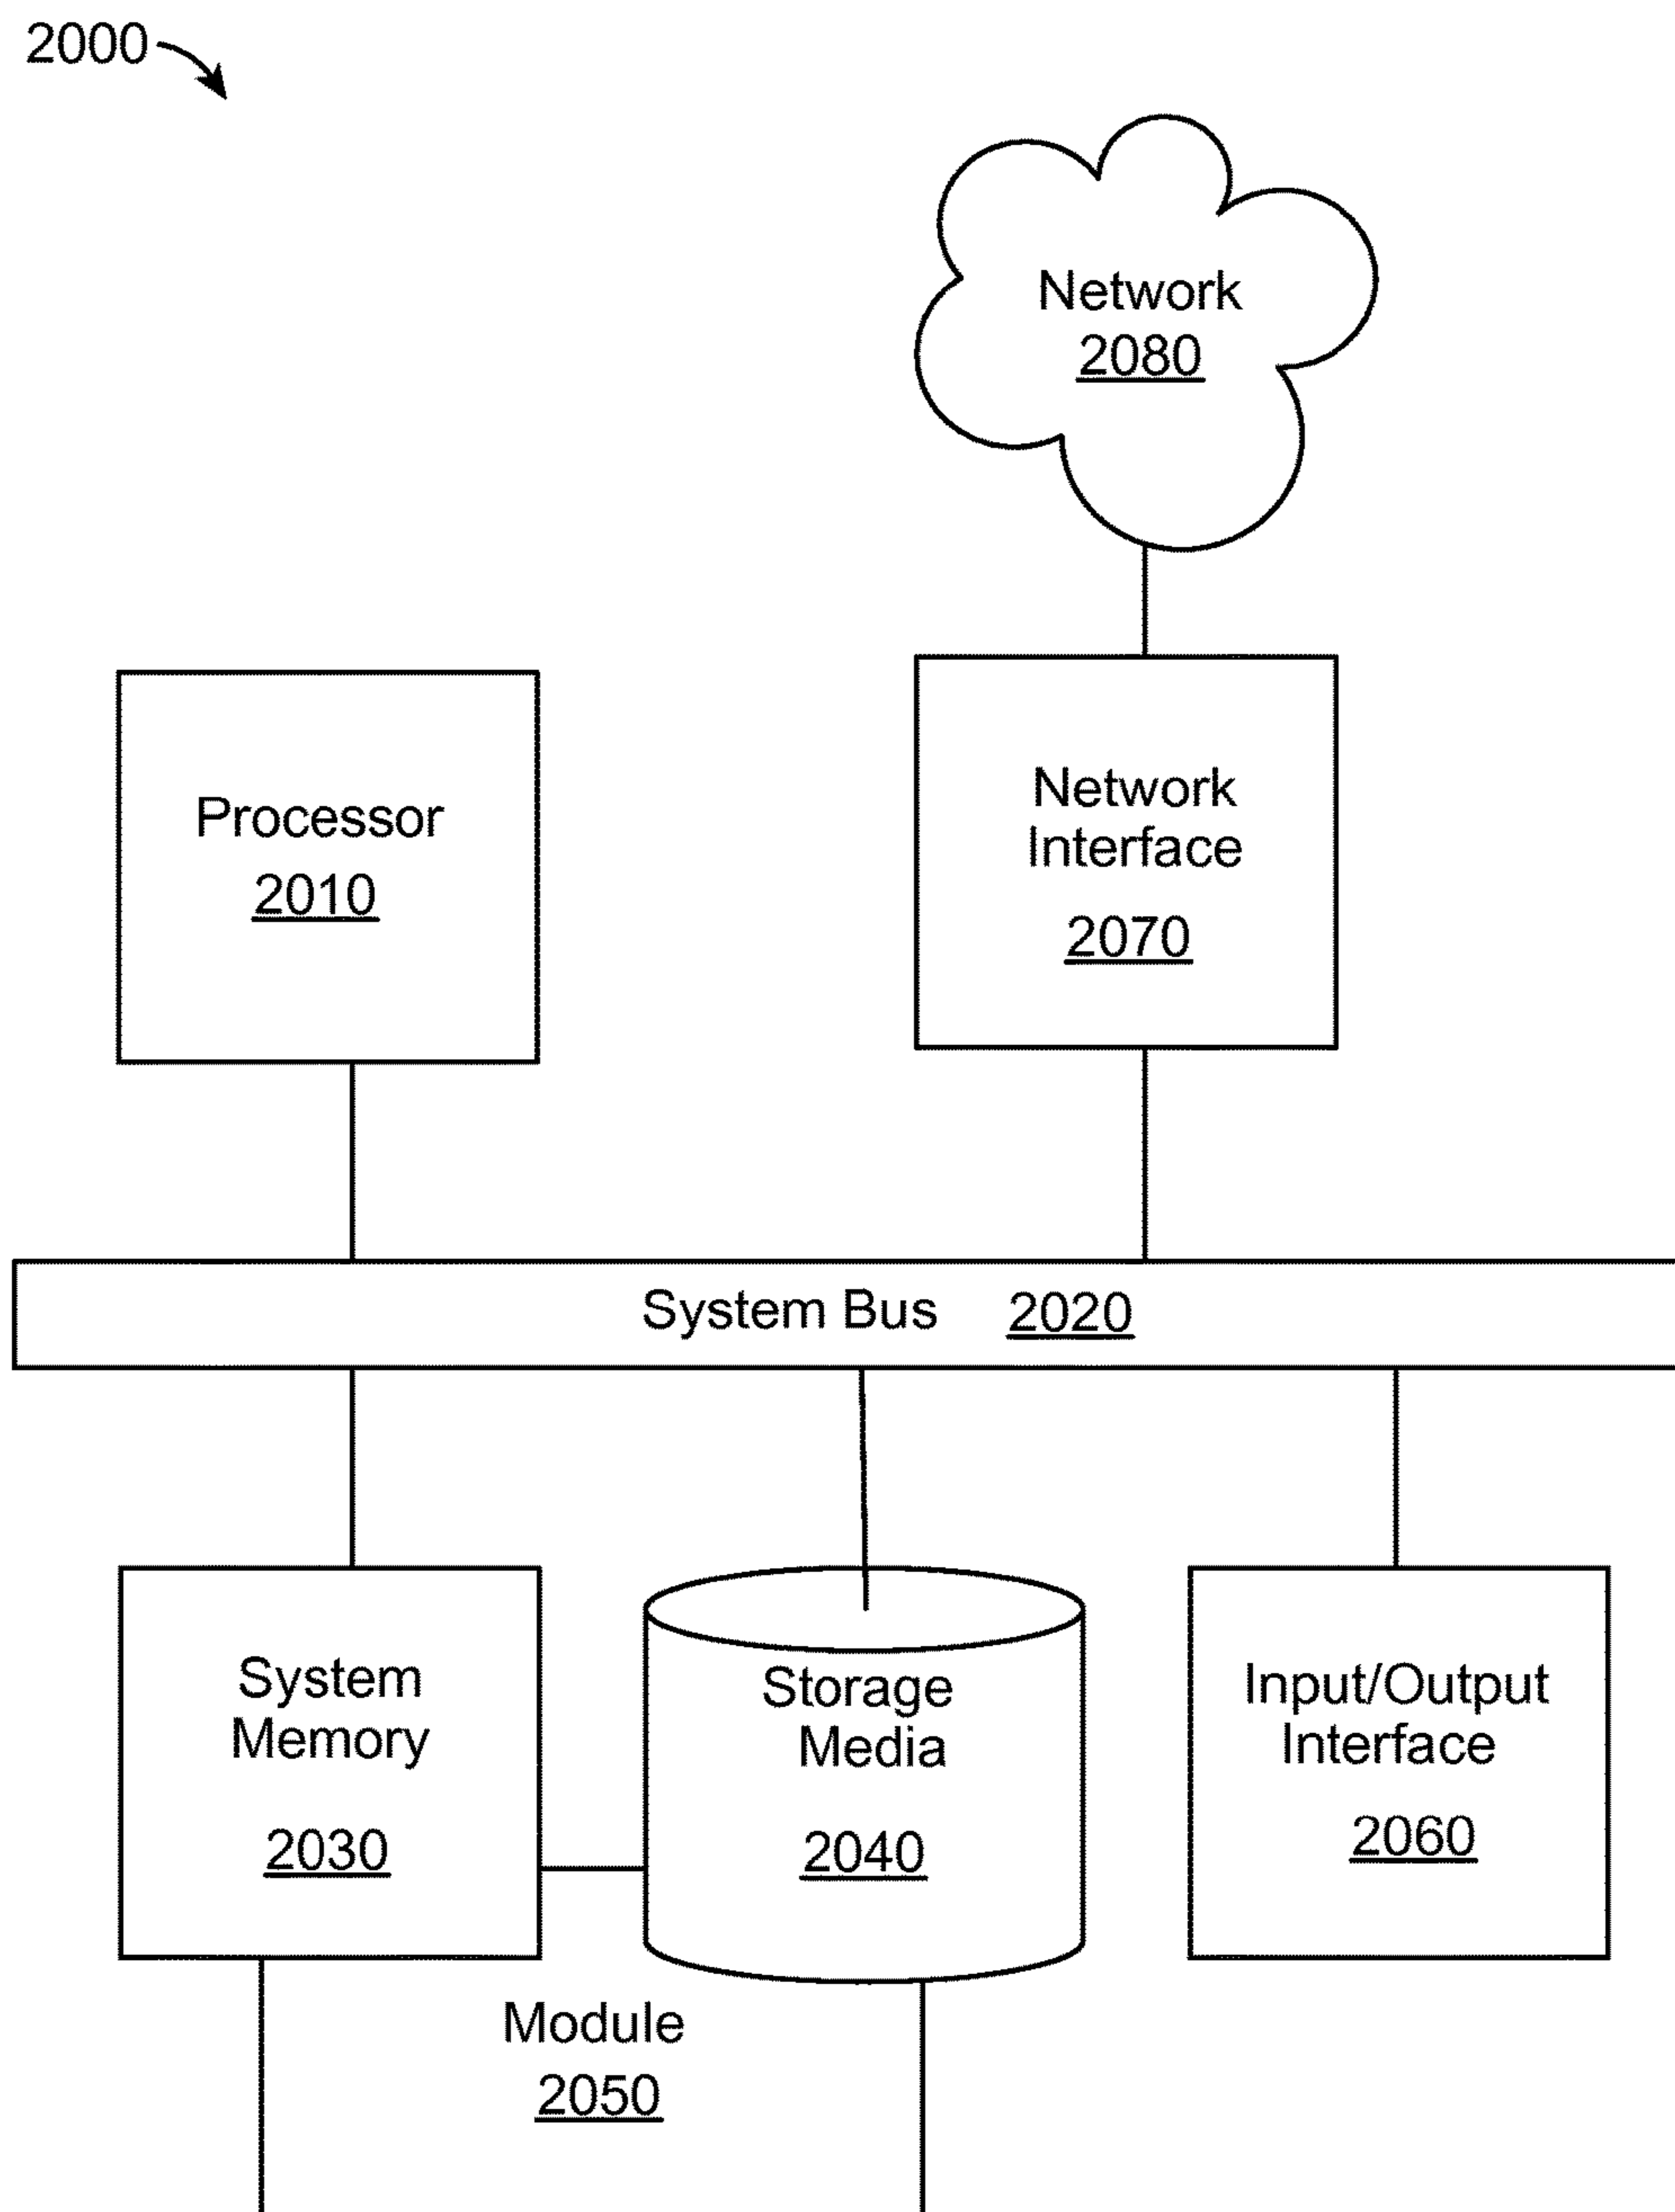 2000
Network
2080
Processor
2010
Network
Interface
2070
System Bus 2020
System
Memory
2030
Storage
Media
2040
Input/Output
Interface
2060
Module
2050